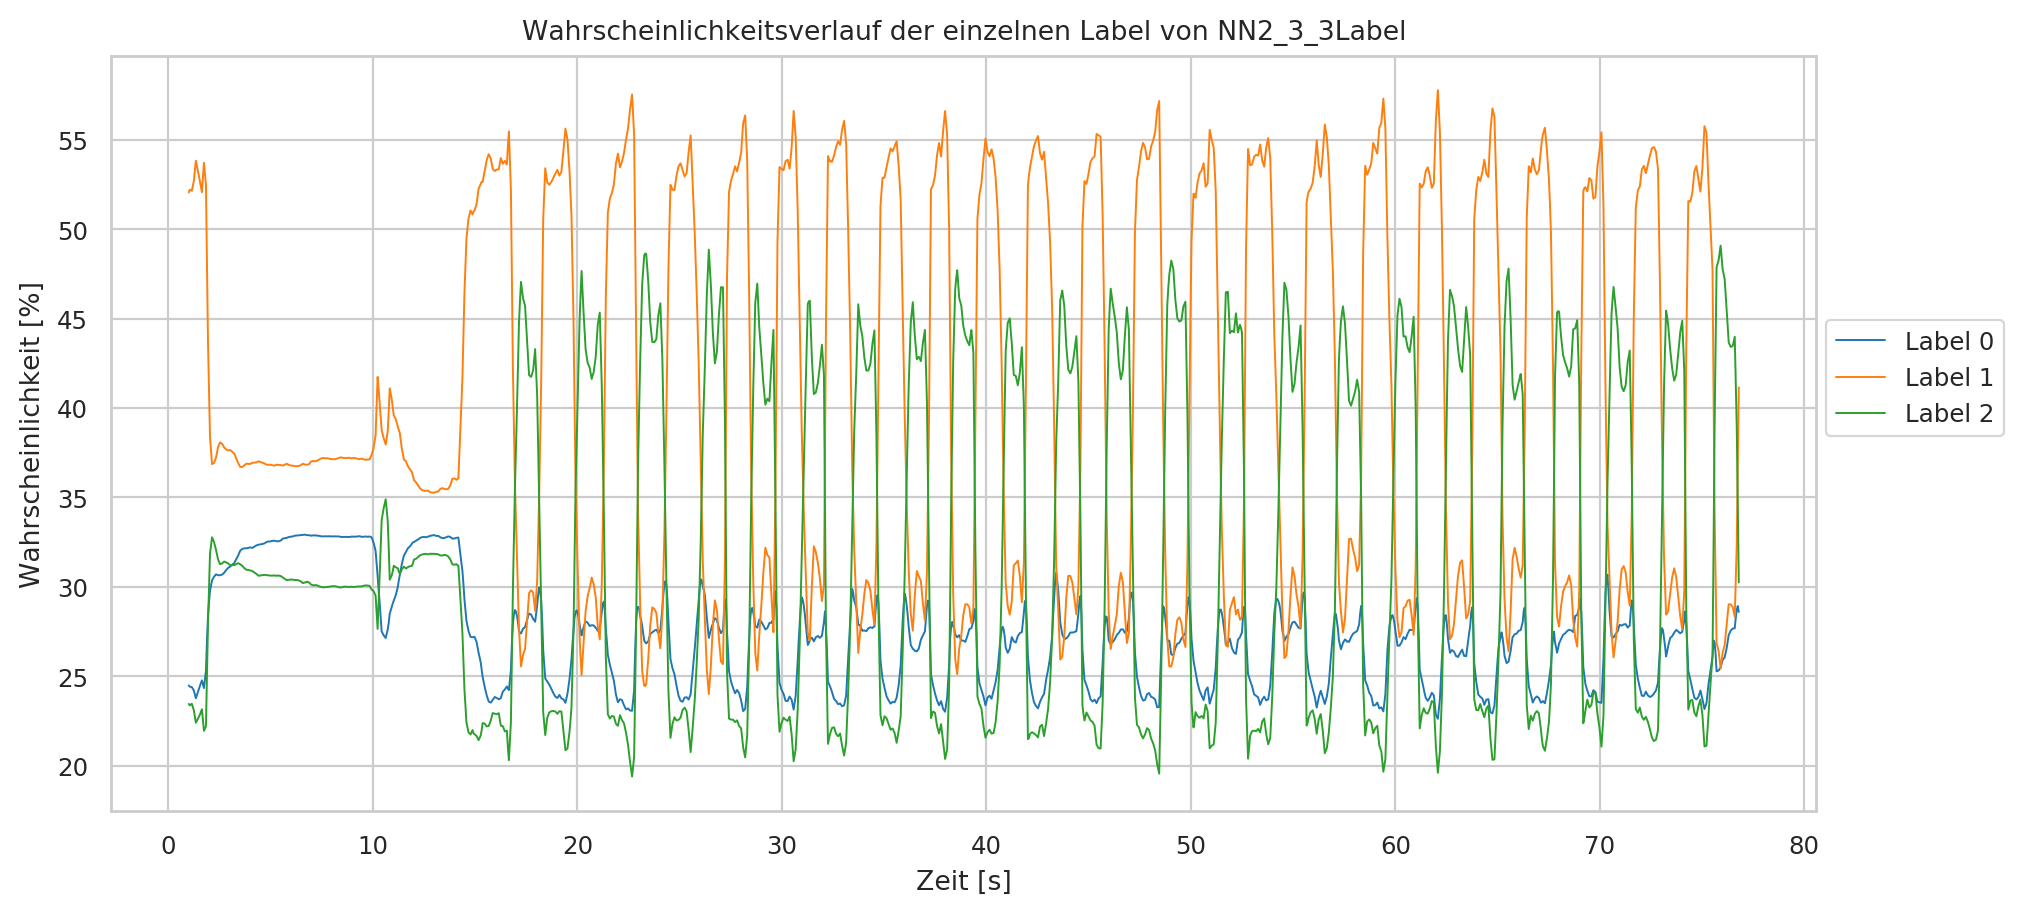 Wahrscheinlichkeitsverlauf der einzelnen Label von NN2_3_3Label
Wahrscheinlichkeit [%]
55
50
45
40
35
30
25
20
0 10 20 30 40 50 60 70 80
Zeit [s]
Label 0
Label 1
Label 2